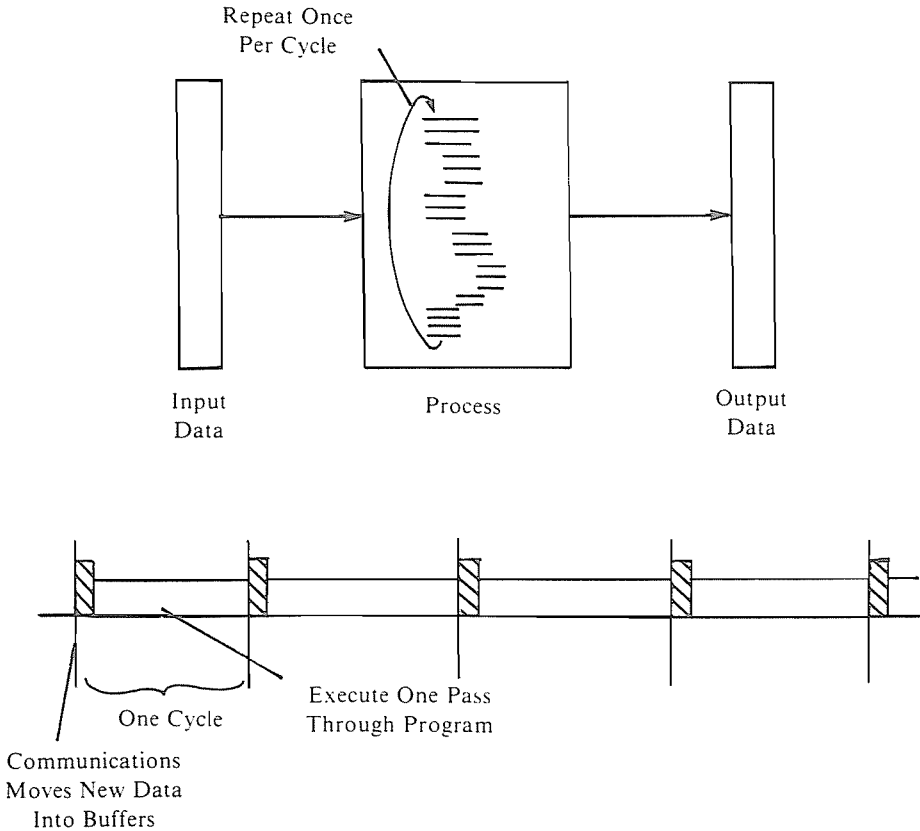 Repeat Once
Per Cycle
Input
Data
Process
Output
Data
One Cycle
Execute One Pass
Through Program
Communications
Moves New Data
Into Buffers